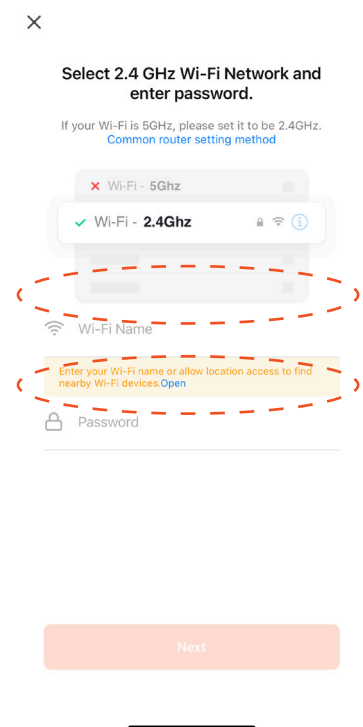 Select 2.4 GHz Wi-Fi Network and
enter password.
If your Wi-Fi is 5GHz, please set it to be 2.4GHz.
Common router setting method
Wi-Fi - 5Ghz
Wi-Fi - 2.4Ghz
Wi-Fi Name
Enter your Wi-Fi name or allow location access to find
nearby Wi-Fi devices.Open
Password
Next